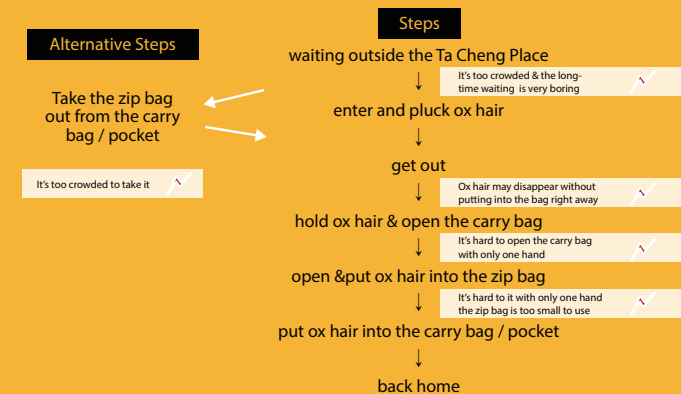 Alternative Steps
Take the zip bag
out from the carry
bag / pocket
It's too crowded to take it
Steps
waiting outside the Ta Cheng Place
↓
It's too crowded & the long-
time waiting is very boring
enter and pluck ox hair
↓
get out
↓
Ox hair may disappear without
putting into the bag right away
hold ox hair & open the carry bag
↓
It's hard to open the carry bag
with only one hand
open &put ox hair into the zip bag
↓
It's hard to it with only one hand
the zip bag is too small to use
put ox hair into the carry bag / pocket
↓
back home